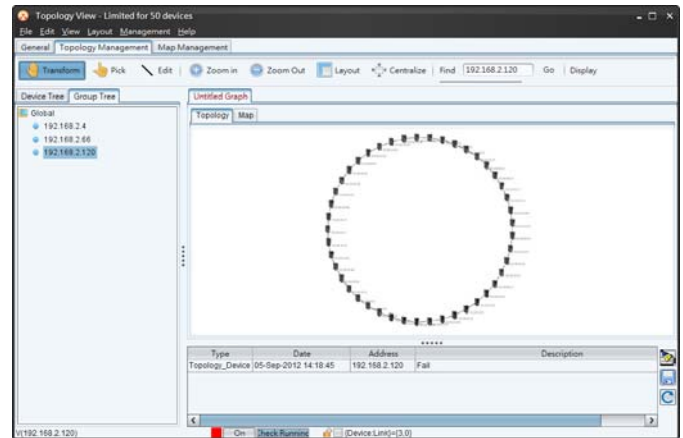 Topology View - Limited for 50 devices
File Edit View Layout Management Help
General Topology Management Map Management
Transform Pick Edit Zoom in Zoom Out Layout Centralize Find 192.168.2.120 Go Display
Device Tree Group Tree
Untitled Graph
Global
192.168.2.4
192.168.2.66
192.168.2.120
Topology Map
Type Date Address Description
Topology_Device 05-Sep-2012 14:18:45 192.168.2.120 Fail
V(192.168.2.120) On Check Running (Device:Link)=(3,0)